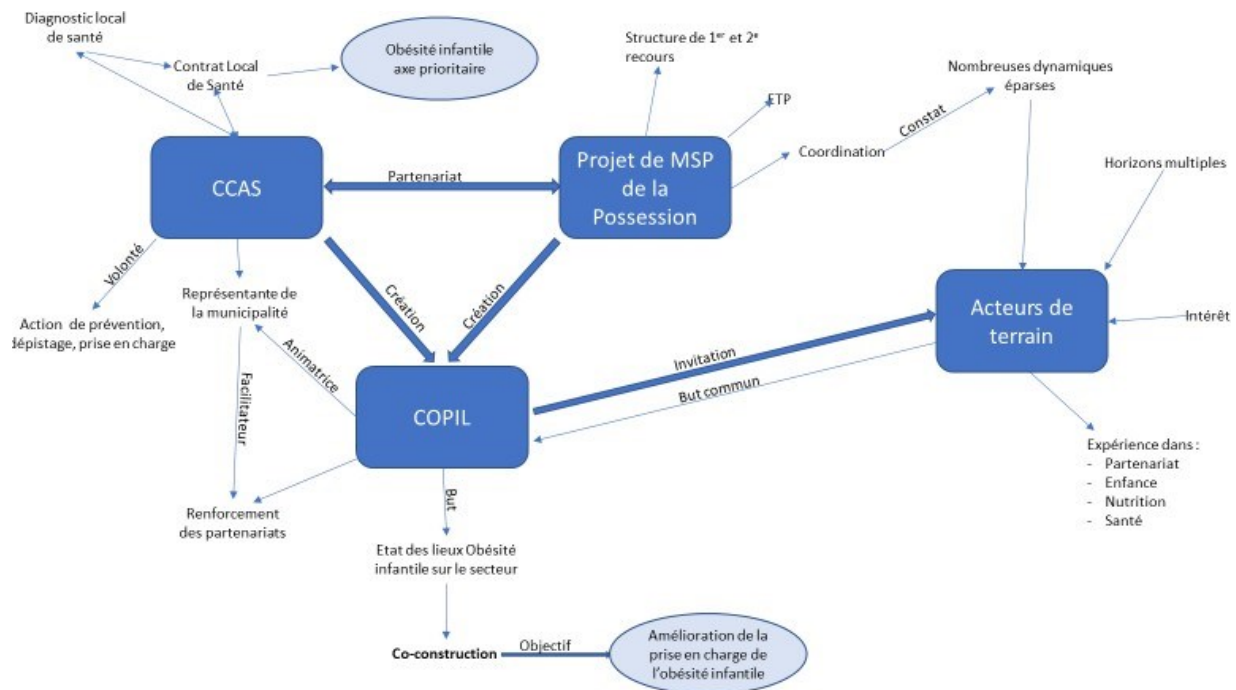 Diagnostic local
de santé
Contrat Local
de Santé
Obésité infantile
axe prioritaire
Structure de 1er et 2e
recours
ETP
Coordination
Constat
Nombreuses dynamiques
éparses
Horizons multiples
CCAS
Partenariat
Projet de MSP
de la
Possession
Volonté
Action de prévention,
dépistage, prise en charge
Représentante de
la municipalité
Création
Création
Acteurs de
terrain
Intérêt
Animatrice
Facilitateur
Invitation
But commun
COPIL
Expérience dans :
- Partenariat
- Enfance
- Nutrition
- Santé
Renforcement
des partenariats
But
Etat des lieux Obésité
infantile sur le secteur
Co-construction
Objectif
Amélioration de la
prise en charge de
l'obésité infantile